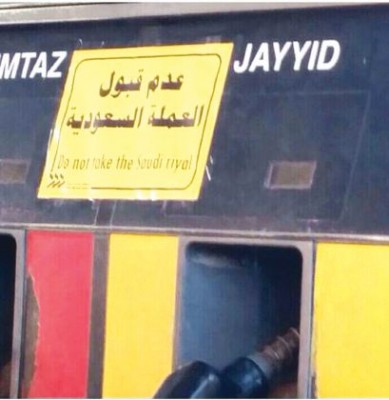 MTAZ
JAYYID
عدم قبول
العملة السعودية
Do not take the Saudi riyal